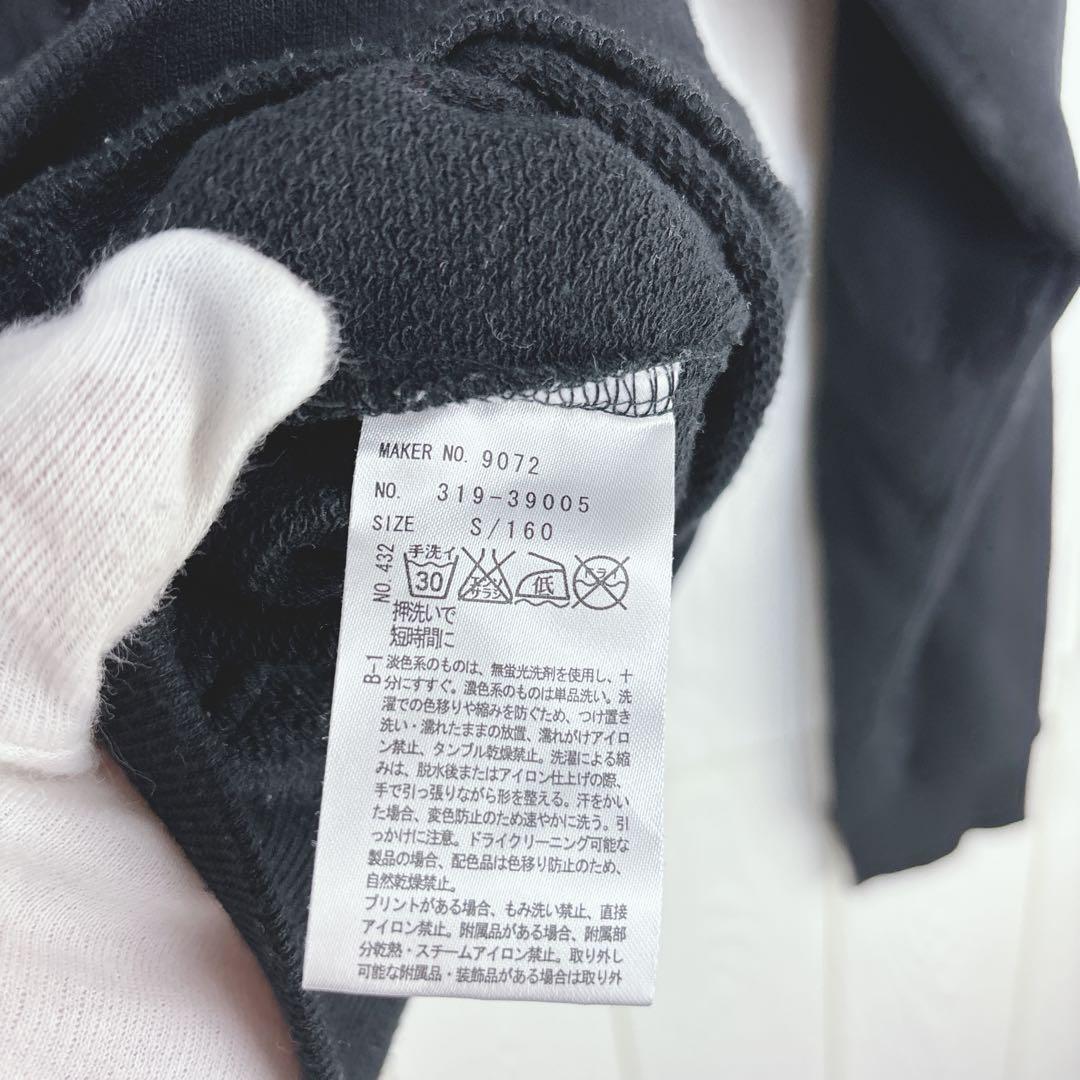 MAKER NO. 9072
NO. 319-39005
SIZE S/160
NO. 432
手洗イ
30
エンソ
サラシ
低
ドライ
押洗いで
短時間に
B-1
淡色系のものは、無蛍光洗剤を使用し、十
分にすすぐ。濃色系のものは単品洗い。洗
濯での色移りや縮みを防ぐため、つけ置き
洗い・濡れたままの放置、濡れがけアイロ
ン禁止、タンブル乾燥禁止。洗濯による縮
みは、脱水後またはアイロン仕上げの際、
手で引っ張りながら形を整える。汗をかい
た場合、変色防止のため速やかに洗う。引
っかけに注意。ドライクリーニング可能な
製品の場合、配色品は色移り防止のため、
自然乾燥禁止。
プリントがある場合、もみ洗い禁止、直接
アイロン禁止。附属品がある場合、附属部
分乾熱・スチームアイロン禁止。取り外し
可能な附属品・装飾品がある場合は取り外